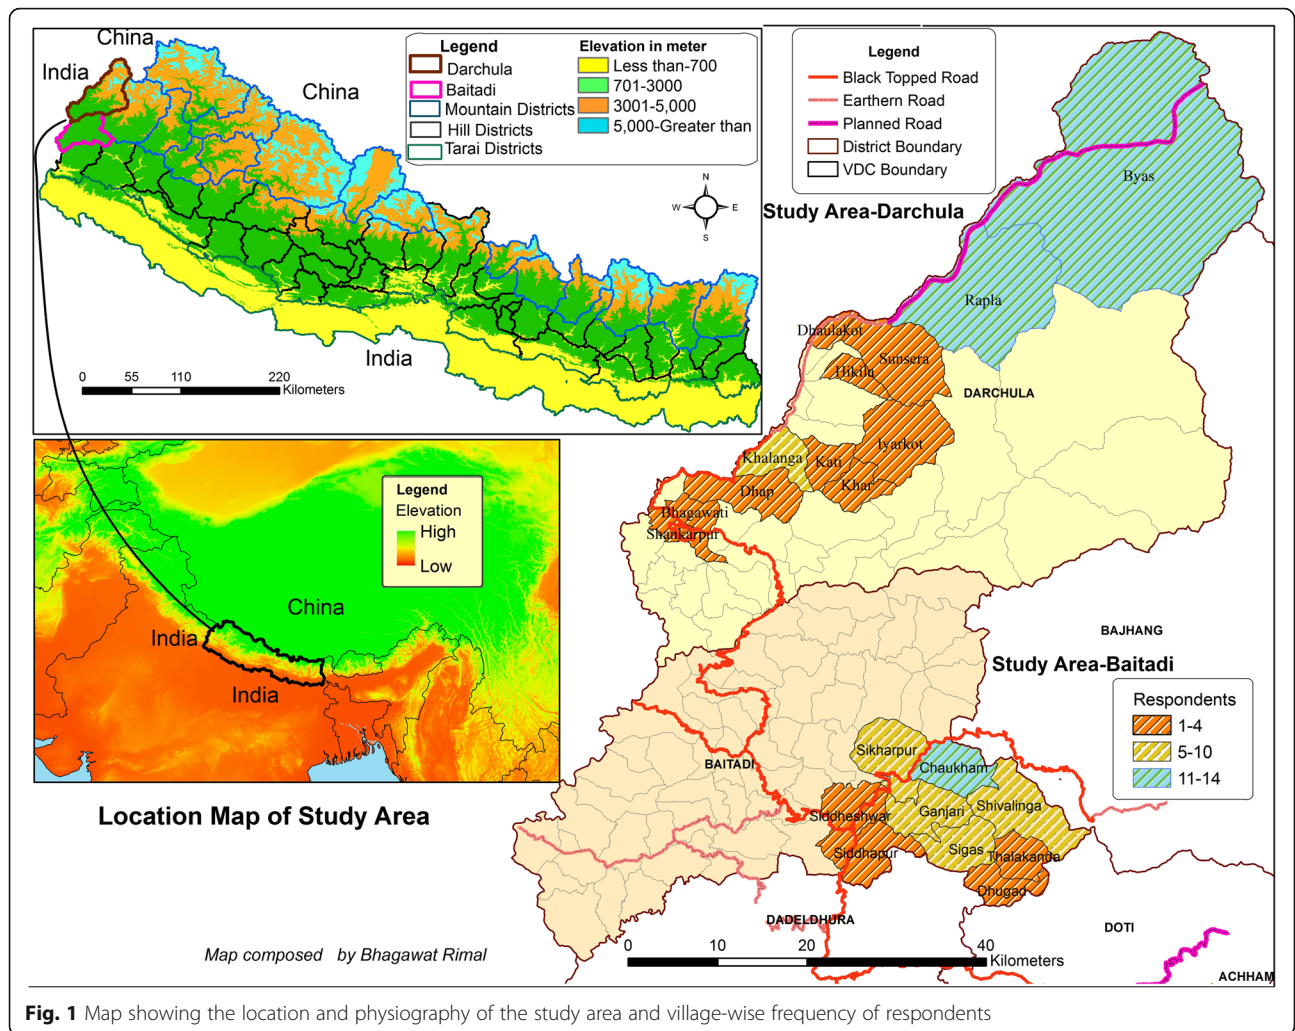 China
India
China
India
Legend
Darchula
Baitadi
Mountain Districts
Hill Districts
Tarai Districts
Elevation in meter
Less than-700
701-3000
3001-5,000
5,000-Greater than
N
W E
S
0 55 110 220
Kilometers
Legend
Black Topped Road
Earthern Road
Planned Road
District Boundary
VDC Boundary
Study Area-Darchula
Byas
Rapla
Dhaulakot
Sunsera
Hikila
DARCHULA
Iyarkot
Khalanga
Kati
Khar
Dhap
Bhagawati
Shankarpur
Legend
Elevation
High
Low
China
India
India
Location Map of Study Area
Map composed by Bhagawat Rimal
BAJHANG
Study Area-Baitadi
Respondents
1-4
5-10
11-14
Sikharpur
Chaukham
BAITADI
Siddheshwar
Ganjari
Shivalinga
Siddhapur
Sigas
Thalakanda
Dhugad
DADELDHURA
DOTI
ACHHAM
0 10 20 40
Kilometers
Fig. 1 Map showing the location and physiography of the study area and village-wise frequency of respondents